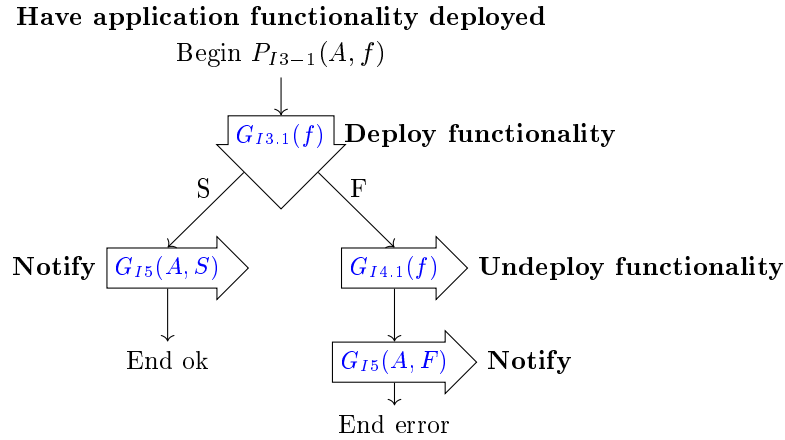 Have application functionality deployed
Begin P_{I3−1}(A, f)
G_{I3.1}(f) Deploy functionality
S F
Notify G_{I5}(A, S) G_{I4.1}(f) Undeploy functionality
End ok G_{I5}(A, F) Notify
End error